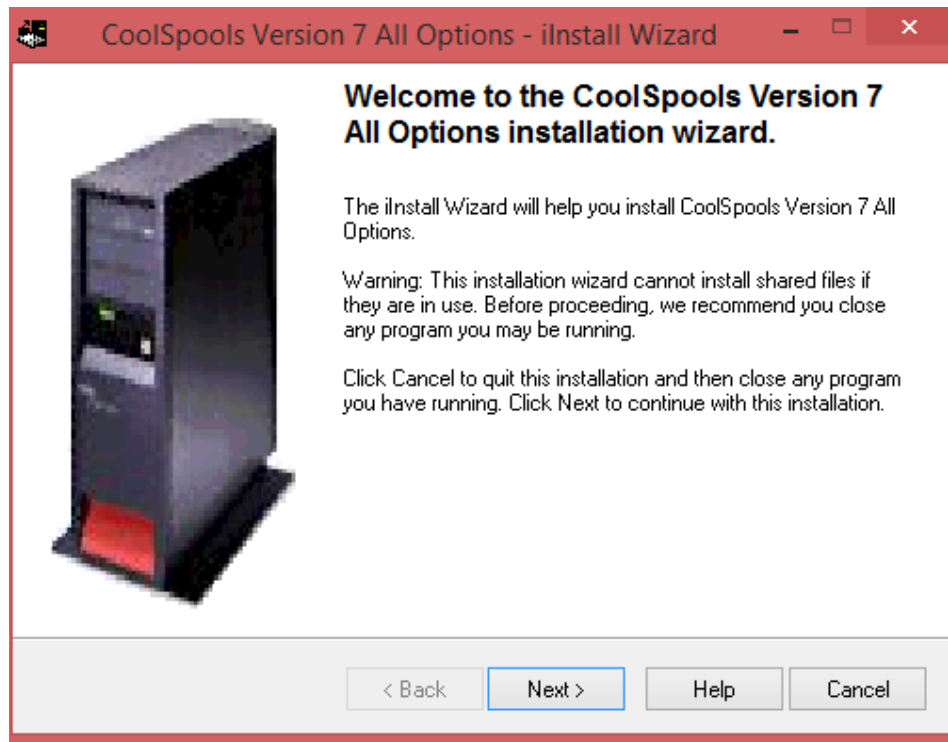 CoolSpools Version 7 All Options - iInstall Wizard
Welcome to the CoolSpools Version 7
All Options installation wizard.
The iInstall Wizard will help you install CoolSpools Version 7 All
Options.
Warning: This installation wizard cannot install shared files if
they are in use. Before proceeding, we recommend you close
any program you may be running.
Click Cancel to quit this installation and then close any program
you have running. Click Next to continue with this installation.
< Back
Next >
Help
Cancel